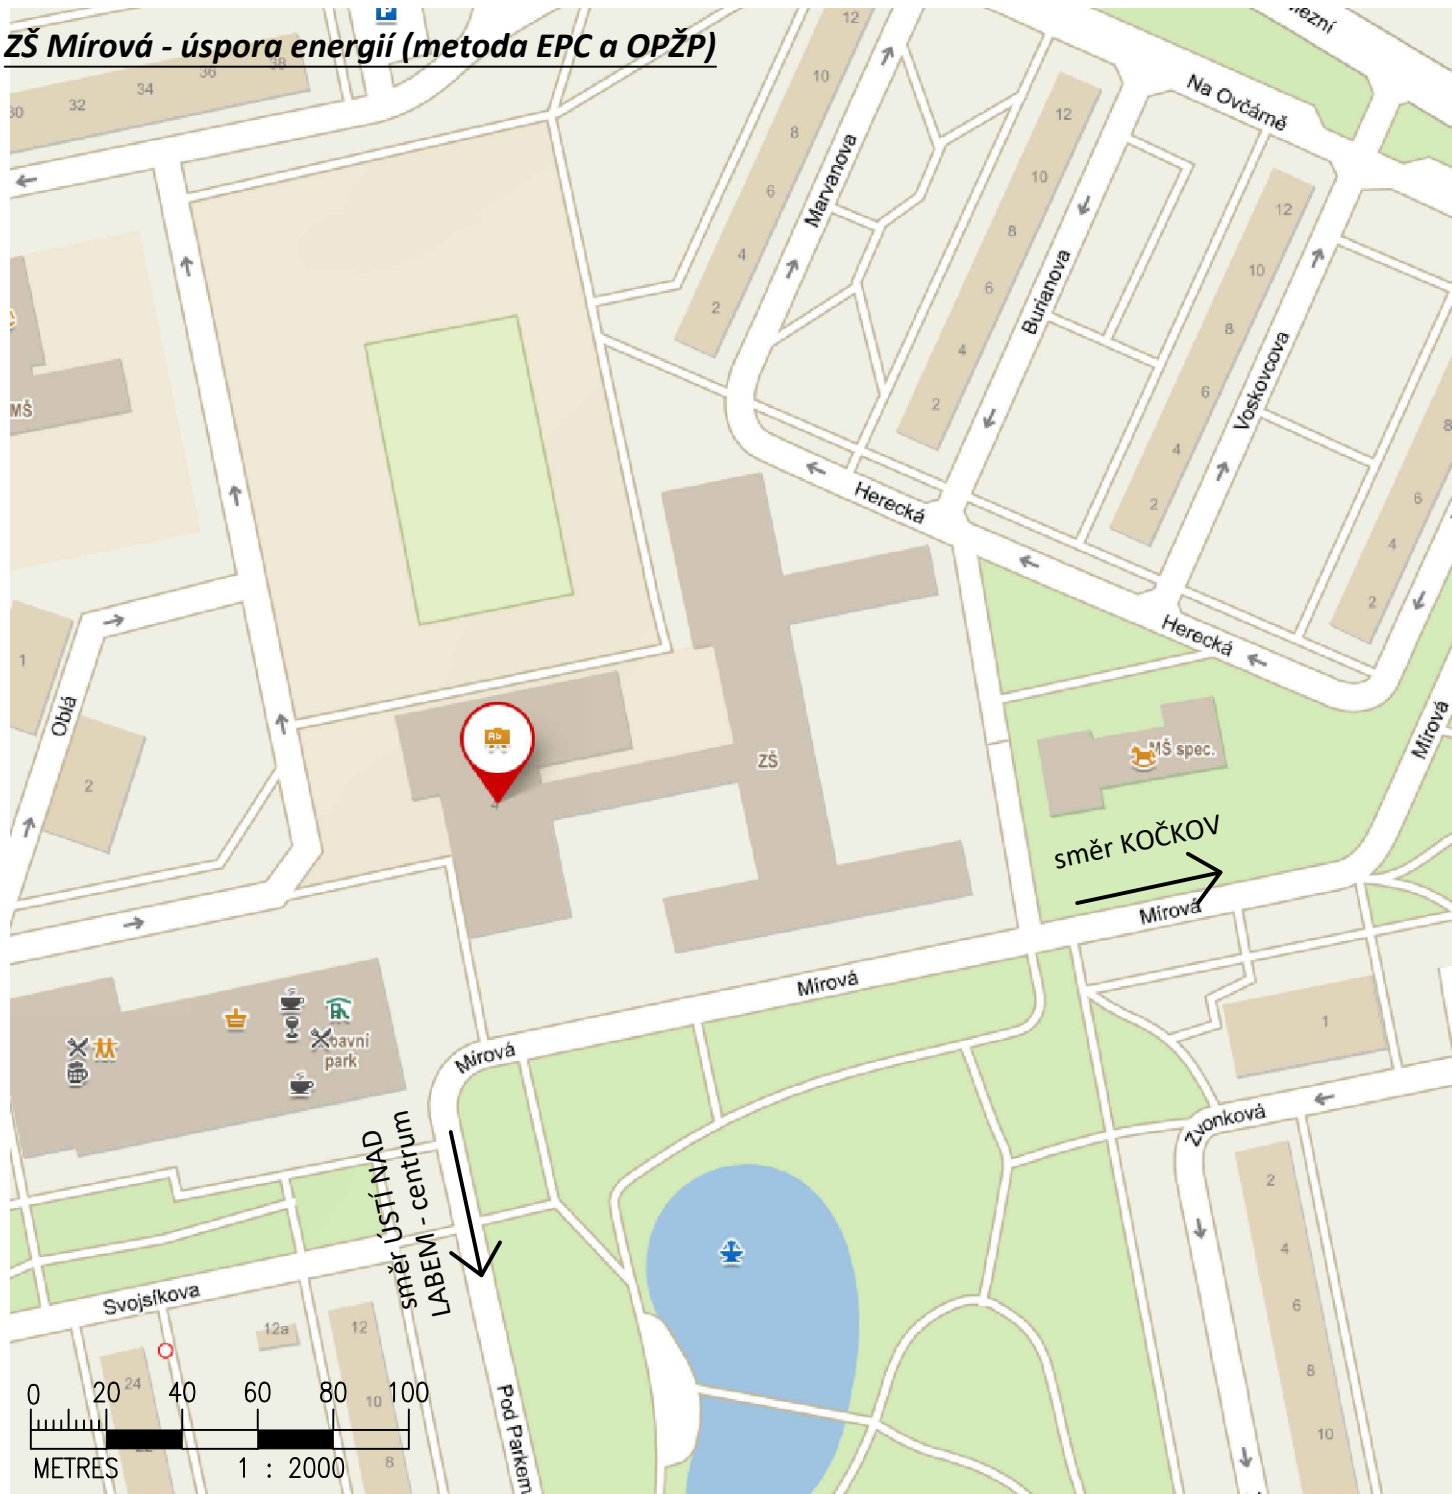 P
ZŠ Mírová - úspora energií (metoda EPC a OPŽP)
30
32
34
36
38
12
10
8
6
4
2
Marvanova
12
10
8
6
4
2
Burianova
Na Ovčárně
12
10
8
6
4
2
Voskovcova
8
6
4
2
Herecká
Herecká
Mírová
MŠ
1
Oblá
2
Ab
4
ZŠ
MŠ spec.
směr KOČKOV
Mírová
Mírová
Mírová
park
1
Zvonková
2
4
6
8
10
směr ÚSTÍ NAD
LABEM - centrum
Svojsíkova
12a
12
10
8
24
22
Pod Parkem
0 20 40 60 80 100
METRES 1 : 2000